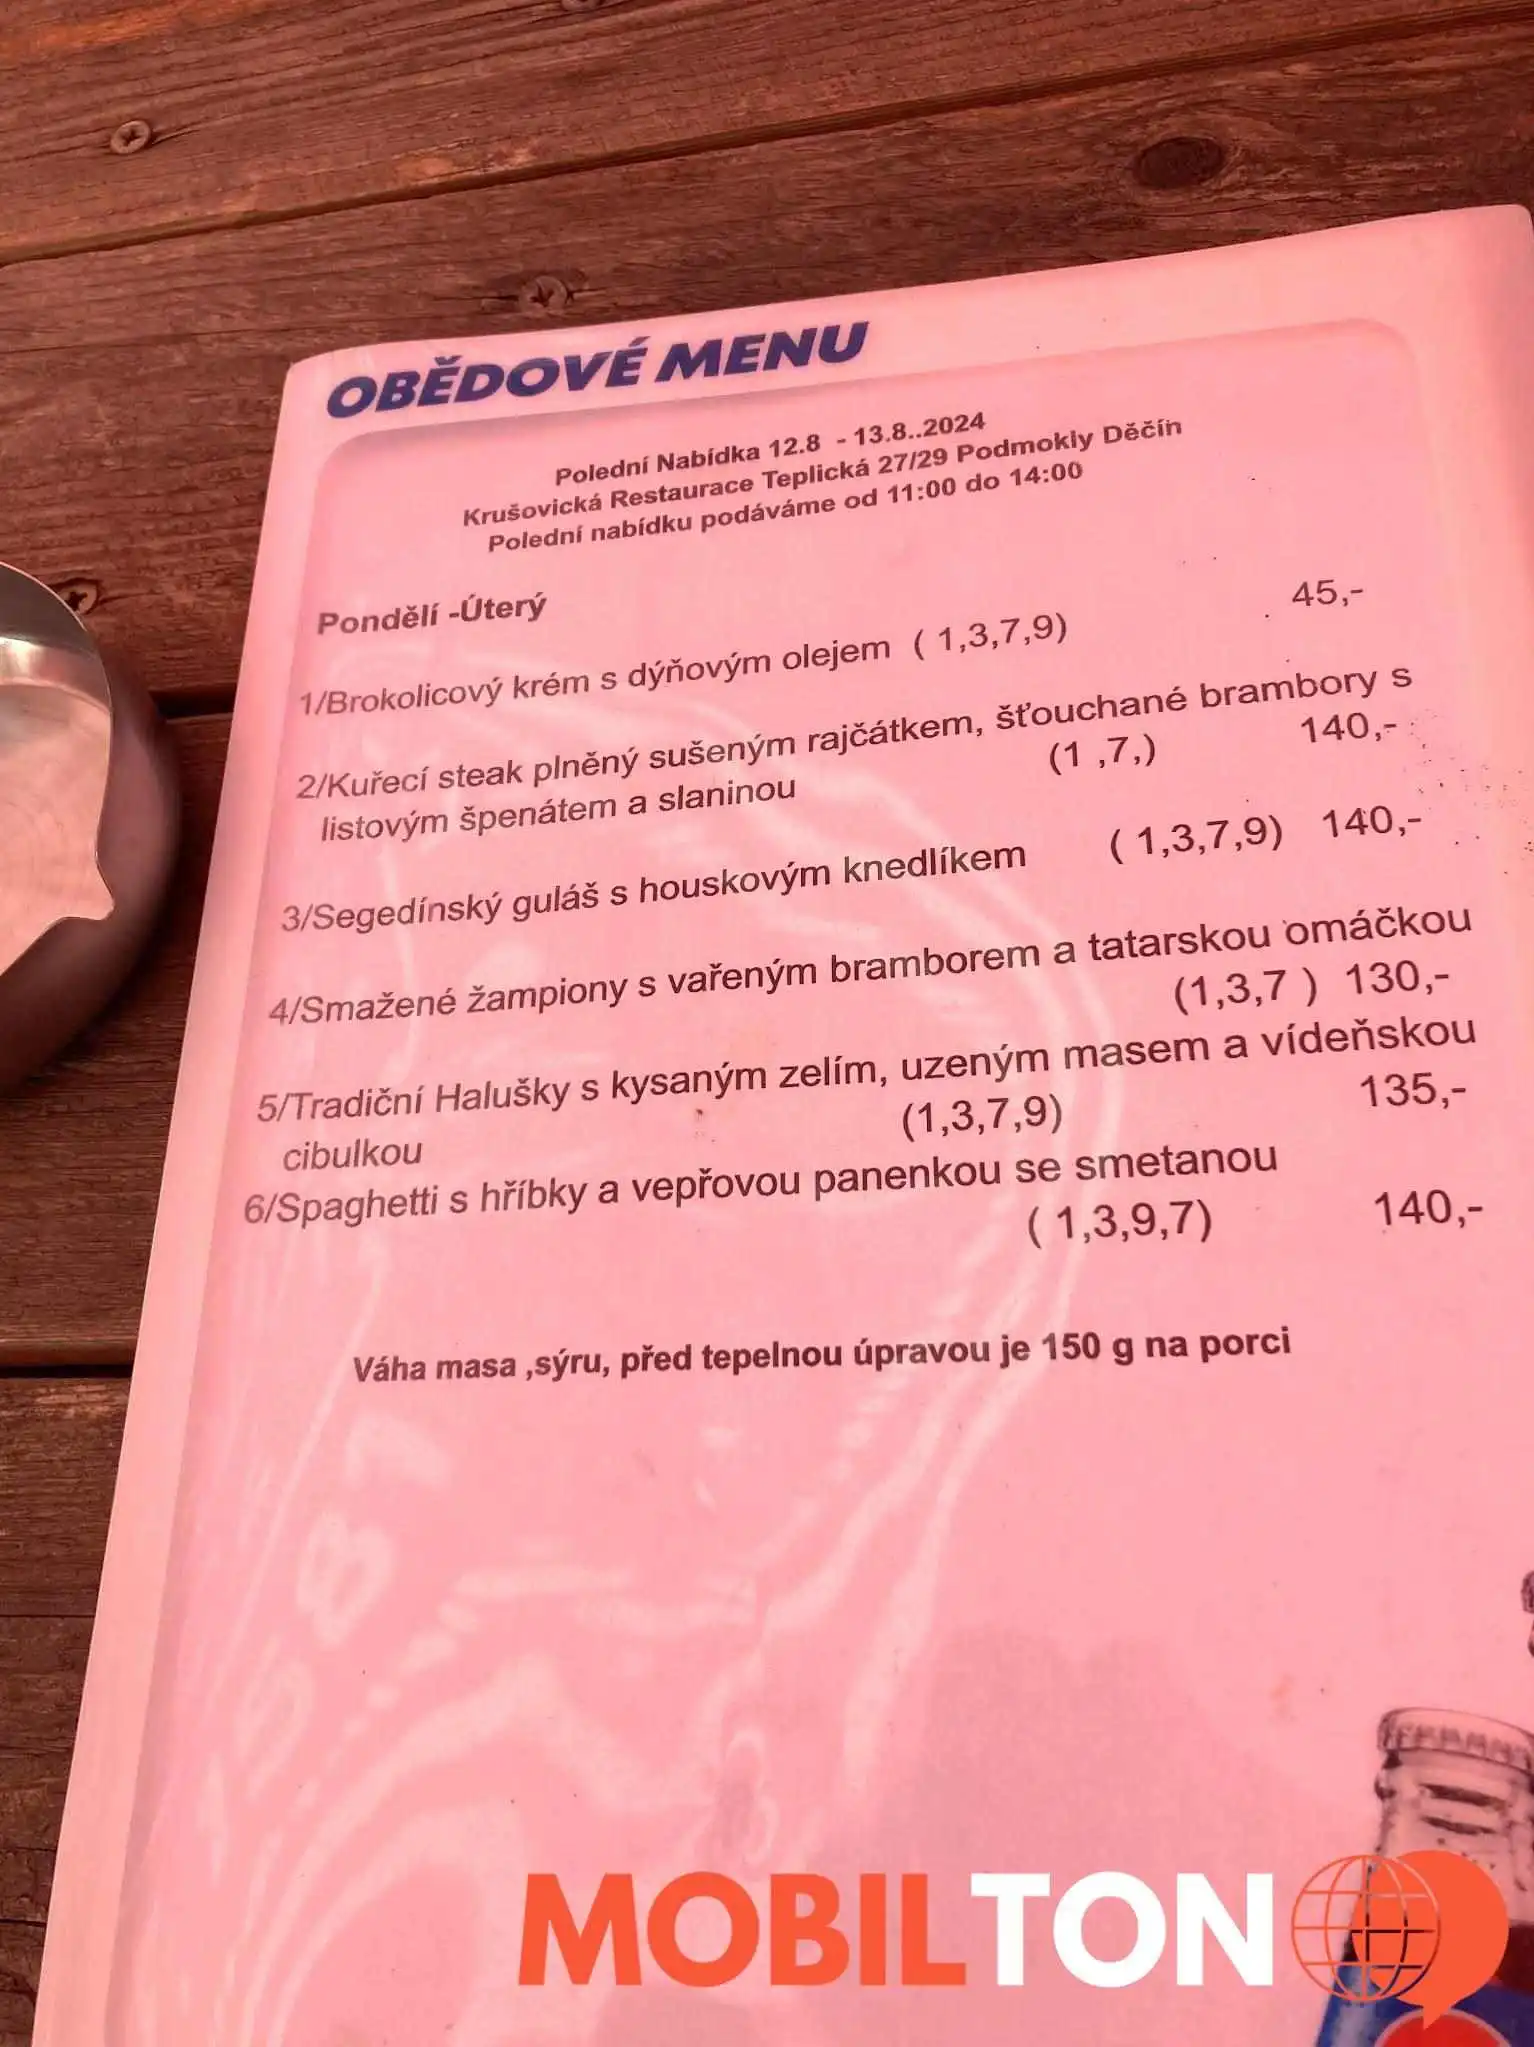 OBĚDOVÉ MENU
Polední Nabídka 12.8 - 13.8..2024
Krušovická Restaurace Teplická 27/29 Podmokly Děčín
Polední nabídku podáváme od 11:00 do 14:00
Pondělí -Úterý
1/Brokolicový krém s dýňovým olejem ( 1,3,7,9) 45,-
2/Kuřecí steak plněný sušeným rajčátkem, šťouchané brambory s
listovým špenátem a slaninou (1 ,7,) 140,-
3/Segedínský guláš s houskovým knedlíkem ( 1,3,7,9) 140,-
4/Smažené žampiony s vařeným bramborem a tatarskou omáčkou
(1,3,7 ) 130,-
5/Tradiční Halušky s kysaným zelím, uzeným masem a vídeňskou
cibulkou (1,3,7,9) 135,-
6/Spaghetti s hříbky a vepřovou panenkou se smetanou
( 1,3,9,7) 140,-
Váha masa ,sýru, před tepelnou úpravou je 150 g na porci
MOBILTON